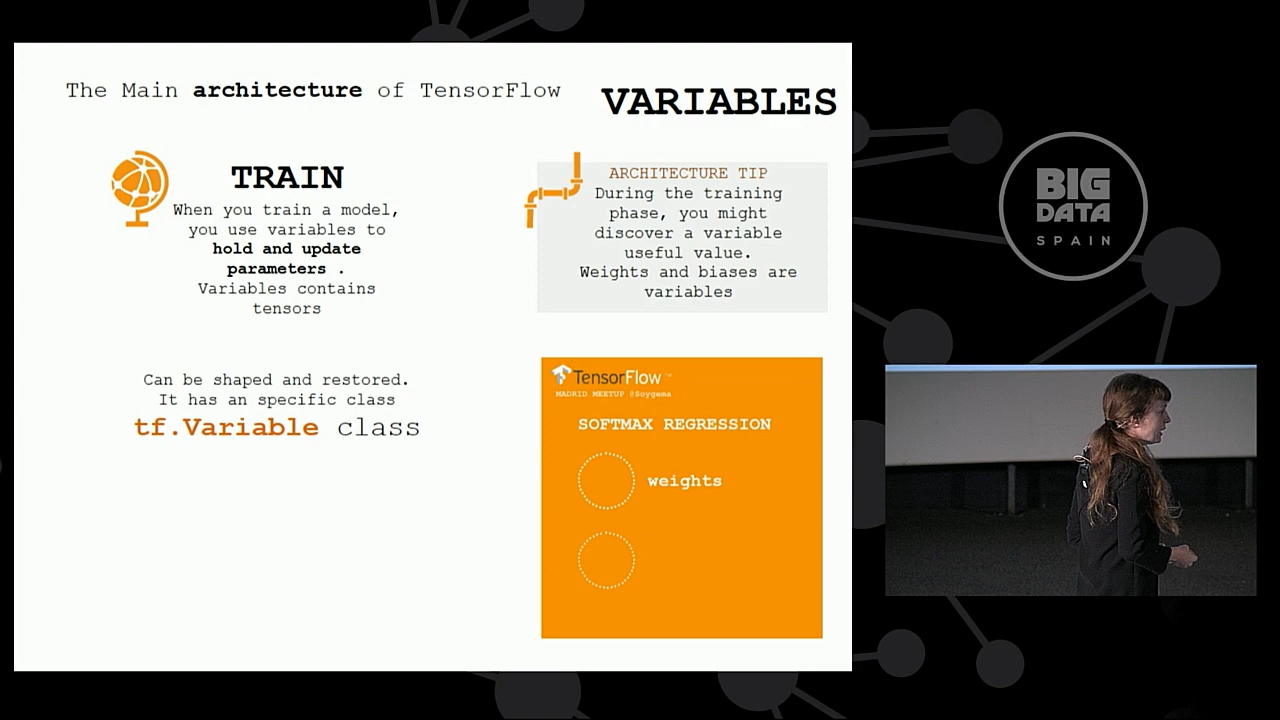 The Main architecture of TensorFlow
VARIABLES
TRAIN
When you train a model,
you use variables to
hold and update
parameters .
Variables contains
tensors
ARCHITECTURE TIP
During the training
phase, you might
discover a variable
useful value.
Weights and biases are
variables
Can be shaped and restored.
It has an specific class
tf.Variable class
TensorFlow ™
MADRID MEETUP @Soygema
SOFTMAX REGRESSION
weights
BIG
DATA
SPAIN